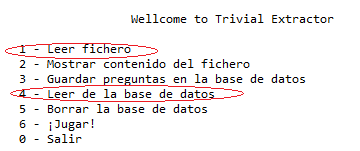 Wellcome to Trivial Extractor
1 - Leer fichero
2 - Mostrar contenido del fichero
3 - Guardar preguntas en la base de datos
4 - Leer de la base de datos
5 - Borrar la base de datos
6 - ¡Jugar!
0 - Salir